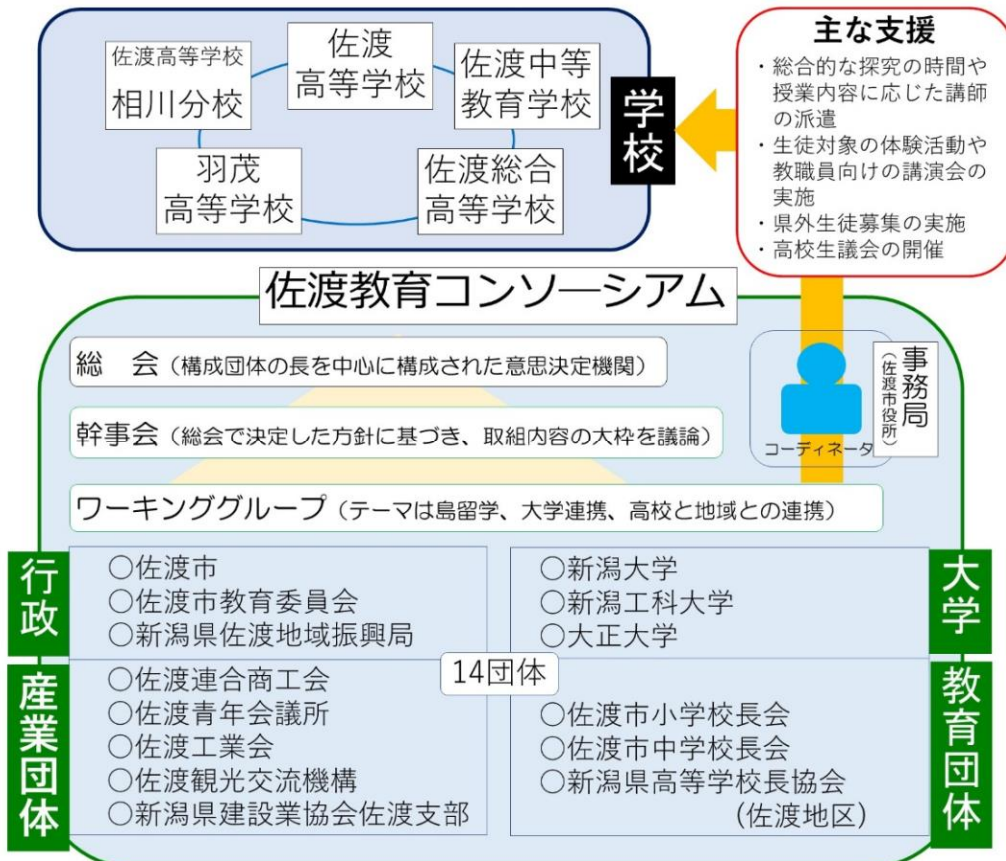 佐渡高等学校
相川分校
佐渡
高等学校
佐渡中等
教育学校
羽茂
高等学校
佐渡総合
高等学校
学校
主な支援
・総合的な探究の時間や
授業内容に応じた講師
の派遣
・生徒対象の体験活動や
教職員向けの講演会の
実施
・県外生徒募集の実施
・高校生議会の開催
佐渡教育コンソーシアム
総　会（構成団体の長を中心に構成された意思決定機関）
幹事会（総会で決定した方針に基づき、取組内容の大枠を議論）
ワーキンググループ（テーマは島留学、大学連携、高校と地域との連携）
コーディネータ
事務局
（佐渡市役所）
行政
○佐渡市
○佐渡市教育委員会
○新潟県佐渡地域振興局
大学
○新潟大学
○新潟工科大学
○大正大学
14団体
産業団体
○佐渡連合商工会
○佐渡青年会議所
○佐渡工業会
○佐渡観光交流機構
○新潟県建設業協会佐渡支部
教育団体
○佐渡市小学校長会
○佐渡市中学校長会
○新潟県高等学校長協会
（佐渡地区）